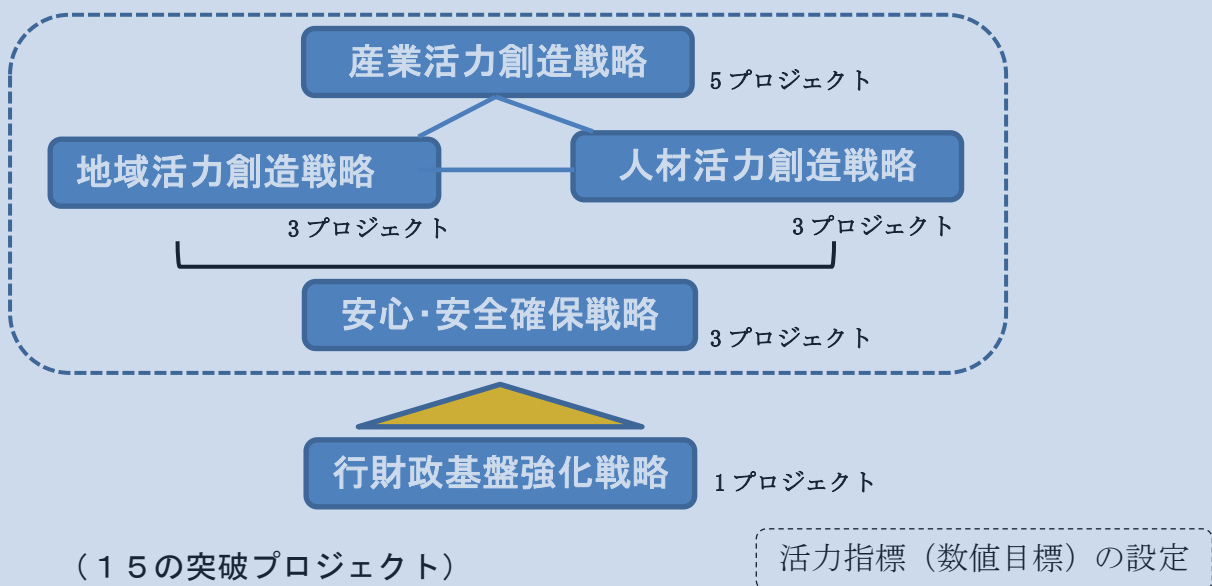 産業活力創造戦略
5プロジェクト
地域活力創造戦略
人材活力創造戦略
3プロジェクト
3プロジェクト
安心･安全確保戦略
3プロジェクト
行財政基盤強化戦略
1プロジェクト
(15の突破プロジェクト)
活力指標（数値目標）の設定